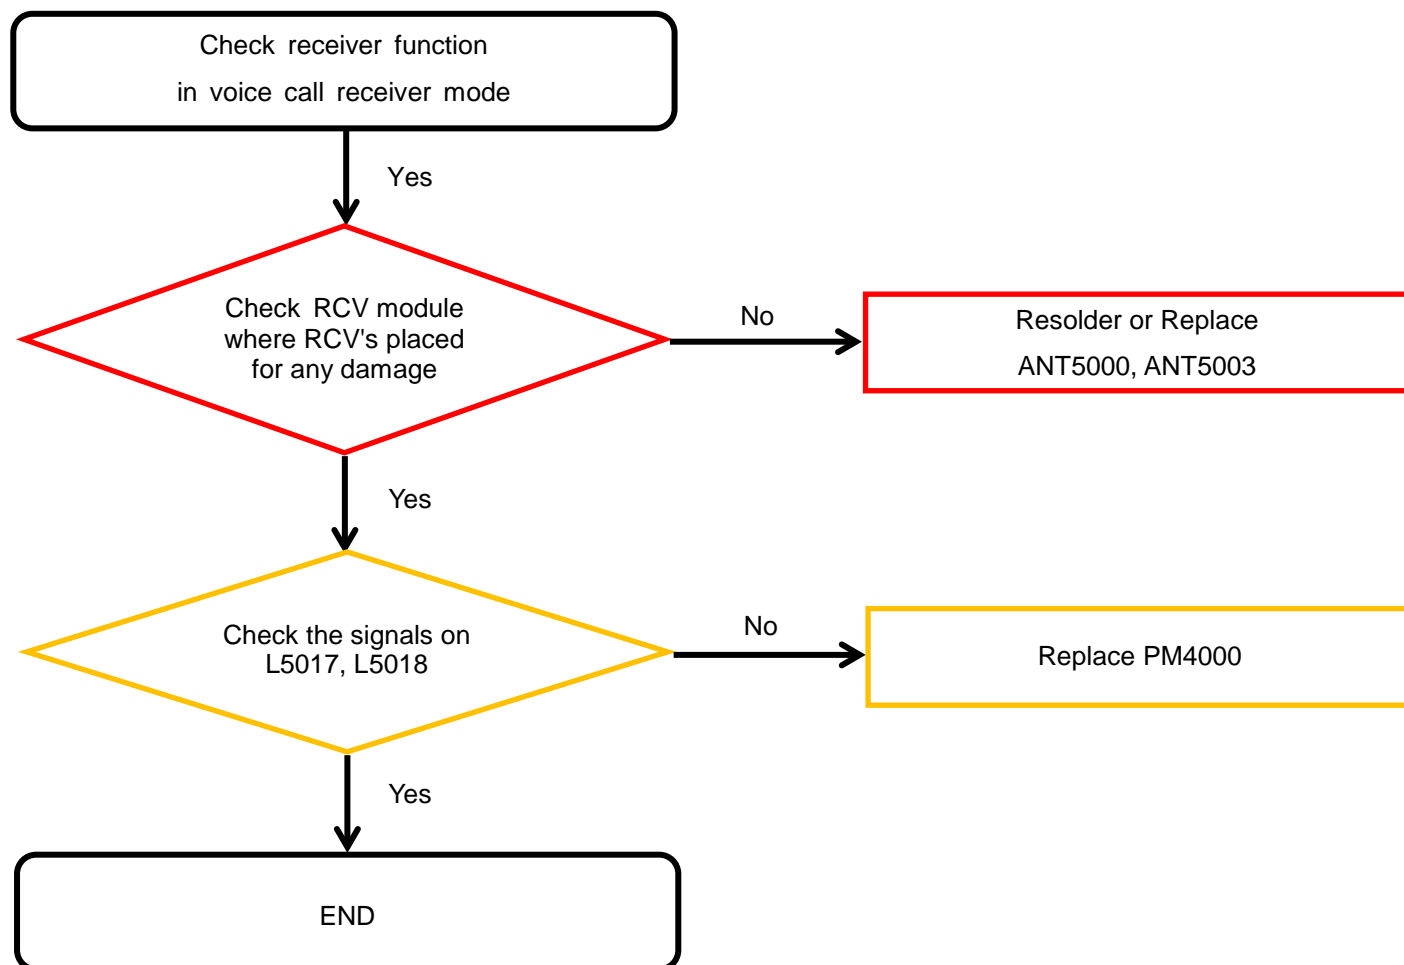 Check receiver function
in voice call receiver mode
Yes
Check RCV module
where RCV's placed
for any damage
No
Resolder or Replace
ANT5000, ANT5003
Yes
Check the signals on
L5017, L5018
No
Replace PM4000
Yes
END